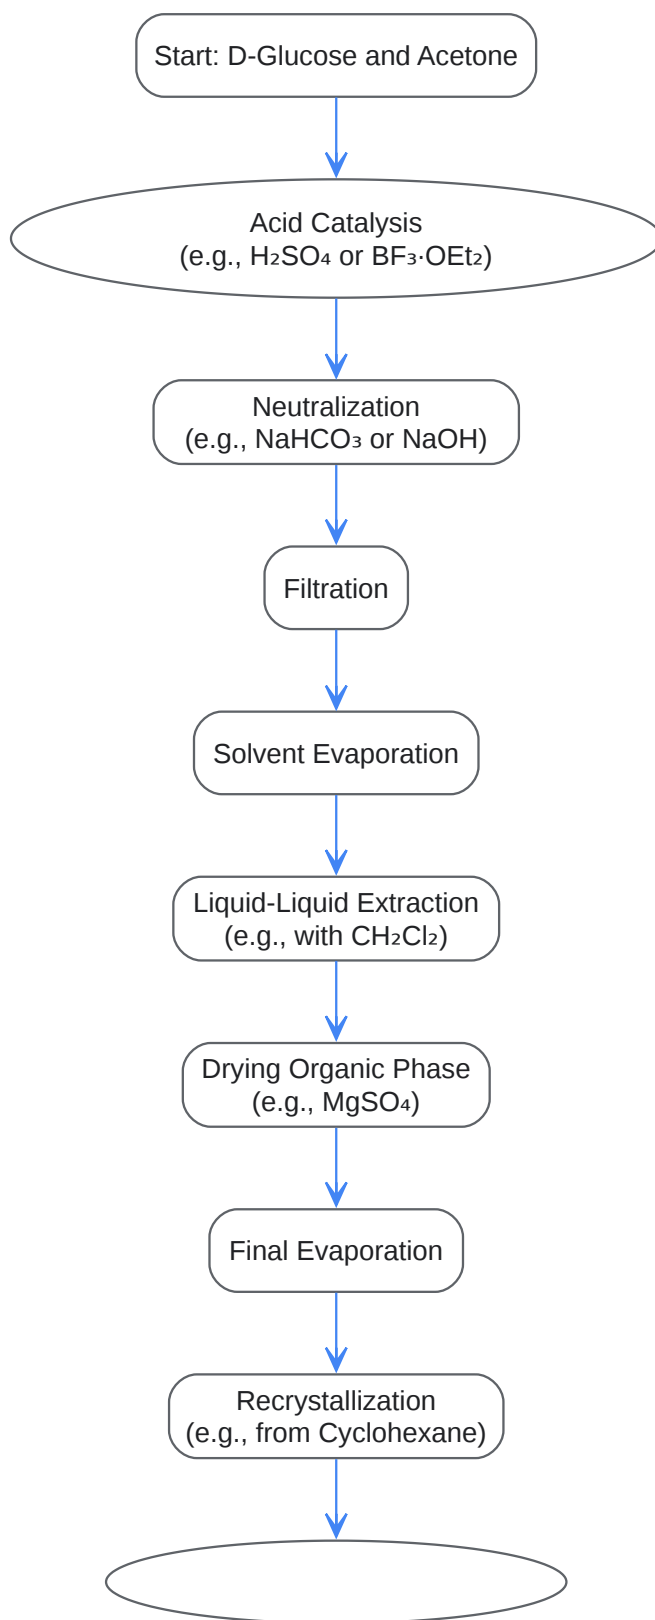 Start: D-Glucose and Acetone
Acid Catalysis
(e.g., H₂SO₄ or BF₃·OEt₂)
Neutralization
(e.g., NaHCO₃ or NaOH)
Filtration
Solvent Evaporation
Liquid-Liquid Extraction
(e.g., with CH₂Cl₂)
Drying Organic Phase
(e.g., MgSO₄)
Final Evaporation
Recrystallization
(e.g., from Cyclohexane)